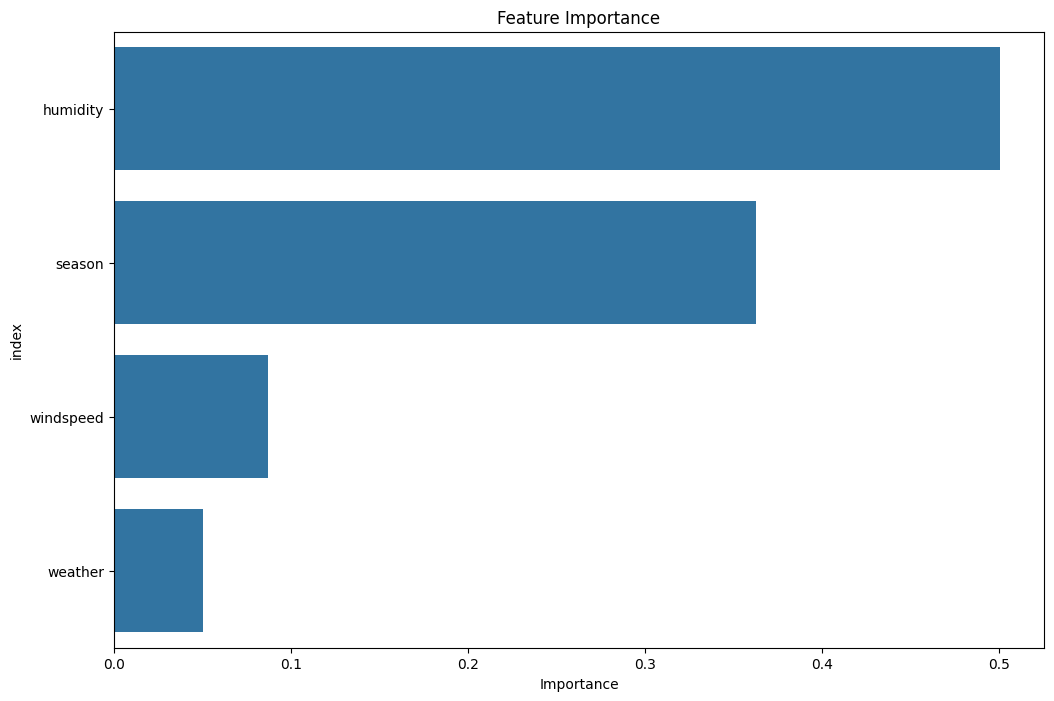 Feature Importance
humidity
season
windspeed
weather
index
0.0 0.1 0.2 0.3 0.4 0.5
Importance